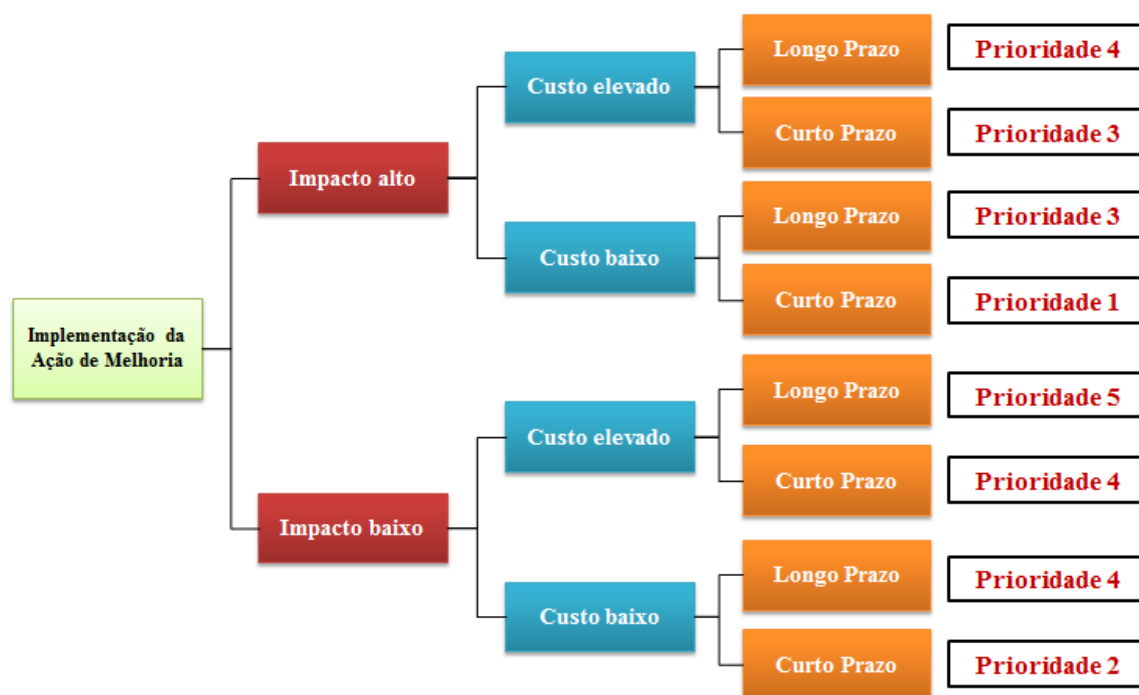 Longo Prazo
Prioridade 4
Custo elevado
Curto Prazo
Prioridade 3
Impacto alto
Longo Prazo
Prioridade 3
Custo baixo
Curto Prazo
Prioridade 1
Implementação da
Ação de Melhoria
Longo Prazo
Prioridade 5
Custo elevado
Curto Prazo
Prioridade 4
Impacto baixo
Longo Prazo
Prioridade 4
Custo baixo
Curto Prazo
Prioridade 2